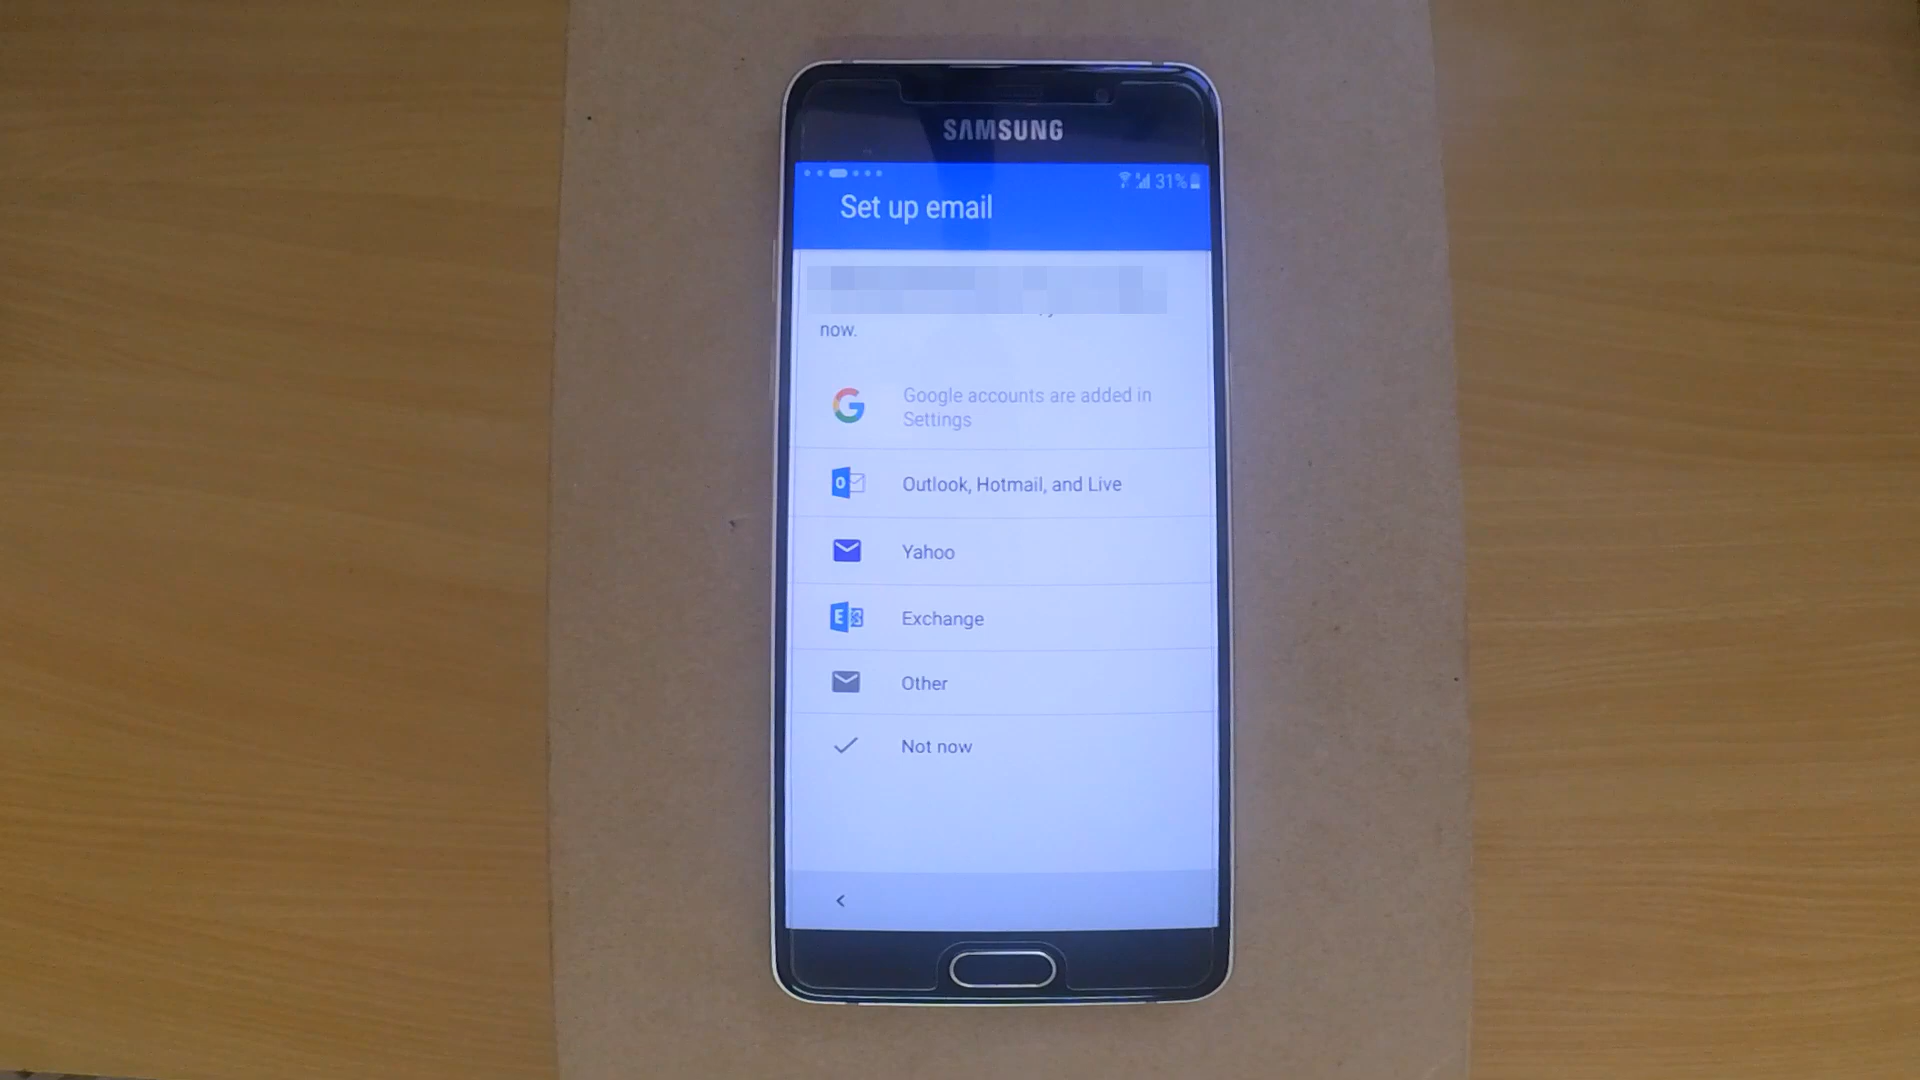 SAMSUNG
31%
Set up email
now.
Google accounts are added in
Settings
Outlook, Hotmail, and Live
Yahoo
Exchange
Other
Not now